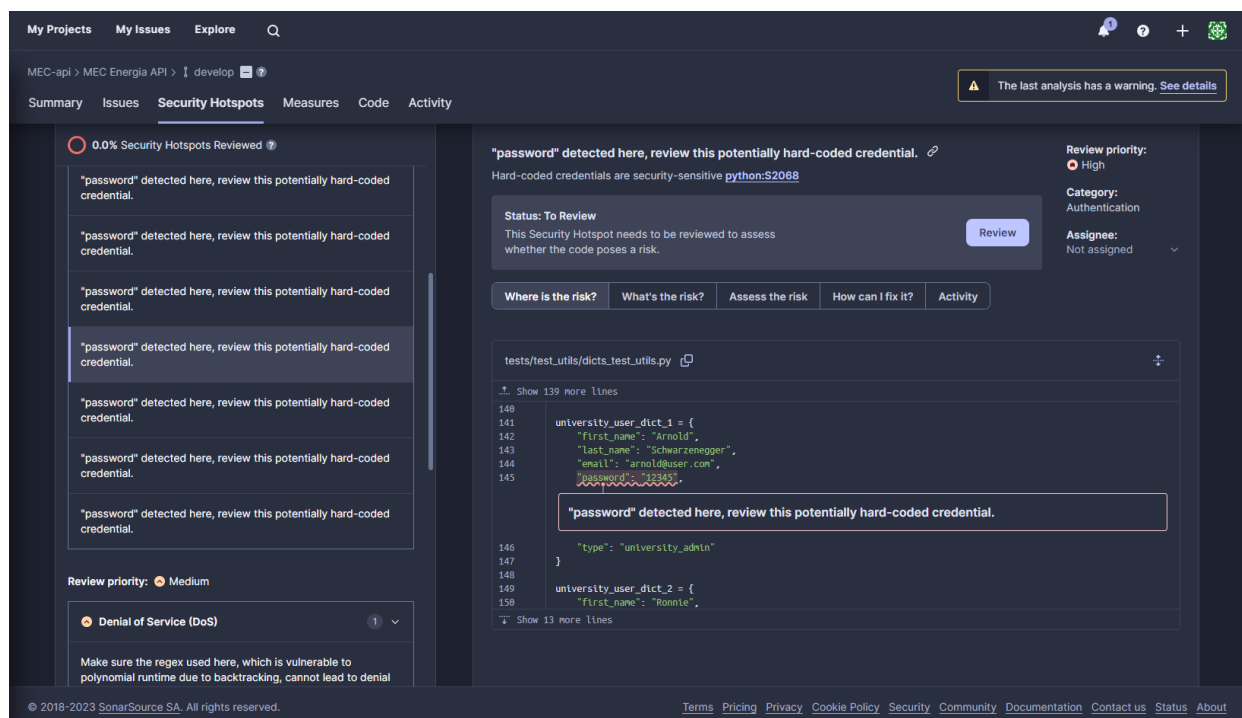 My Projects My Issues Explore 1
MEC-api > MEC Energia API > develop
The last analysis has a warning. See details
Summary Issues Security Hotspots Measures Code Activity
0.0% Security Hotspots Reviewed
"password" detected here, review this potentially hard-coded
credential.
"password" detected here, review this potentially hard-coded
credential.
"password" detected here, review this potentially hard-coded
credential.
"password" detected here, review this potentially hard-coded
credential.
"password" detected here, review this potentially hard-coded
credential.
"password" detected here, review this potentially hard-coded
credential.
"password" detected here, review this potentially hard-coded
credential.
Review priority: Medium
Denial of Service (DoS) 1
Make sure the regex used here, which is vulnerable to
polynomial runtime due to backtracking, cannot lead to denial
"password" detected here, review this potentially hard-coded credential.
Hard-coded credentials are security-sensitive python:S2068
Review priority:
High
Category:
Authentication
Assignee:
Not assigned
Status: To Review
This Security Hotspot needs to be reviewed to assess
whether the code poses a risk.
Review
Where is the risk? What's the risk? Assess the risk How can I fix it? Activity
tests/test_utils/dicts_test_utils.py
Show 139 more lines
140
141 university_user_dict_1 = {
142 "first_name": "Arnold",
143 "last_name": "Schwarzenegger",
144 "email": "arnold@user.com",
145 "password": "12345",
"password" detected here, review this potentially hard-coded credential.
146 "type": "university_admin"
147 }
148
149 university_user_dict_2 = {
150 "first_name": "Ronnie",
Show 13 more lines
© 2018-2023 SonarSource SA. All rights reserved.
Terms Pricing Privacy Cookie Policy Security Community Documentation Contact us Status About